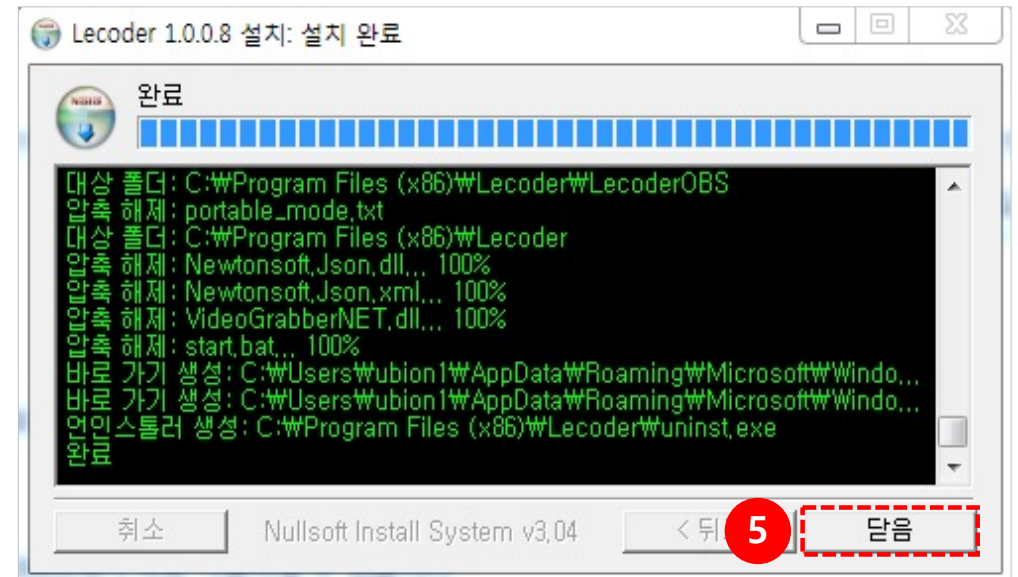 Lecoder 1.0.0.8 설치: 설치 완료
완료
대상 폴더: C:₩Program Files (x86)₩Lecoder₩LecoderOBS
압축 해제: portable_mode.txt
대상 폴더: C:₩Program Files (x86)₩Lecoder
압축 해제: Newtonsoft.Json.dll... 100%
압축 해제: Newtonsoft.Json.xml... 100%
압축 해제: VideoGrabberNET.dll... 100%
압축 해제: start.bat... 100%
바로 가기 생성: C:₩Users₩ubion1₩AppData₩Roaming₩Microsoft₩Windo...
바로 가기 생성: C:₩Users₩ubion1₩AppData₩Roaming₩Microsoft₩Windo...
언인스톨러 생성: C:₩Program Files (x86)₩Lecoder₩uninst.exe
완료
취소 Nullsoft Install System v3.04 < 뒤 5 닫음